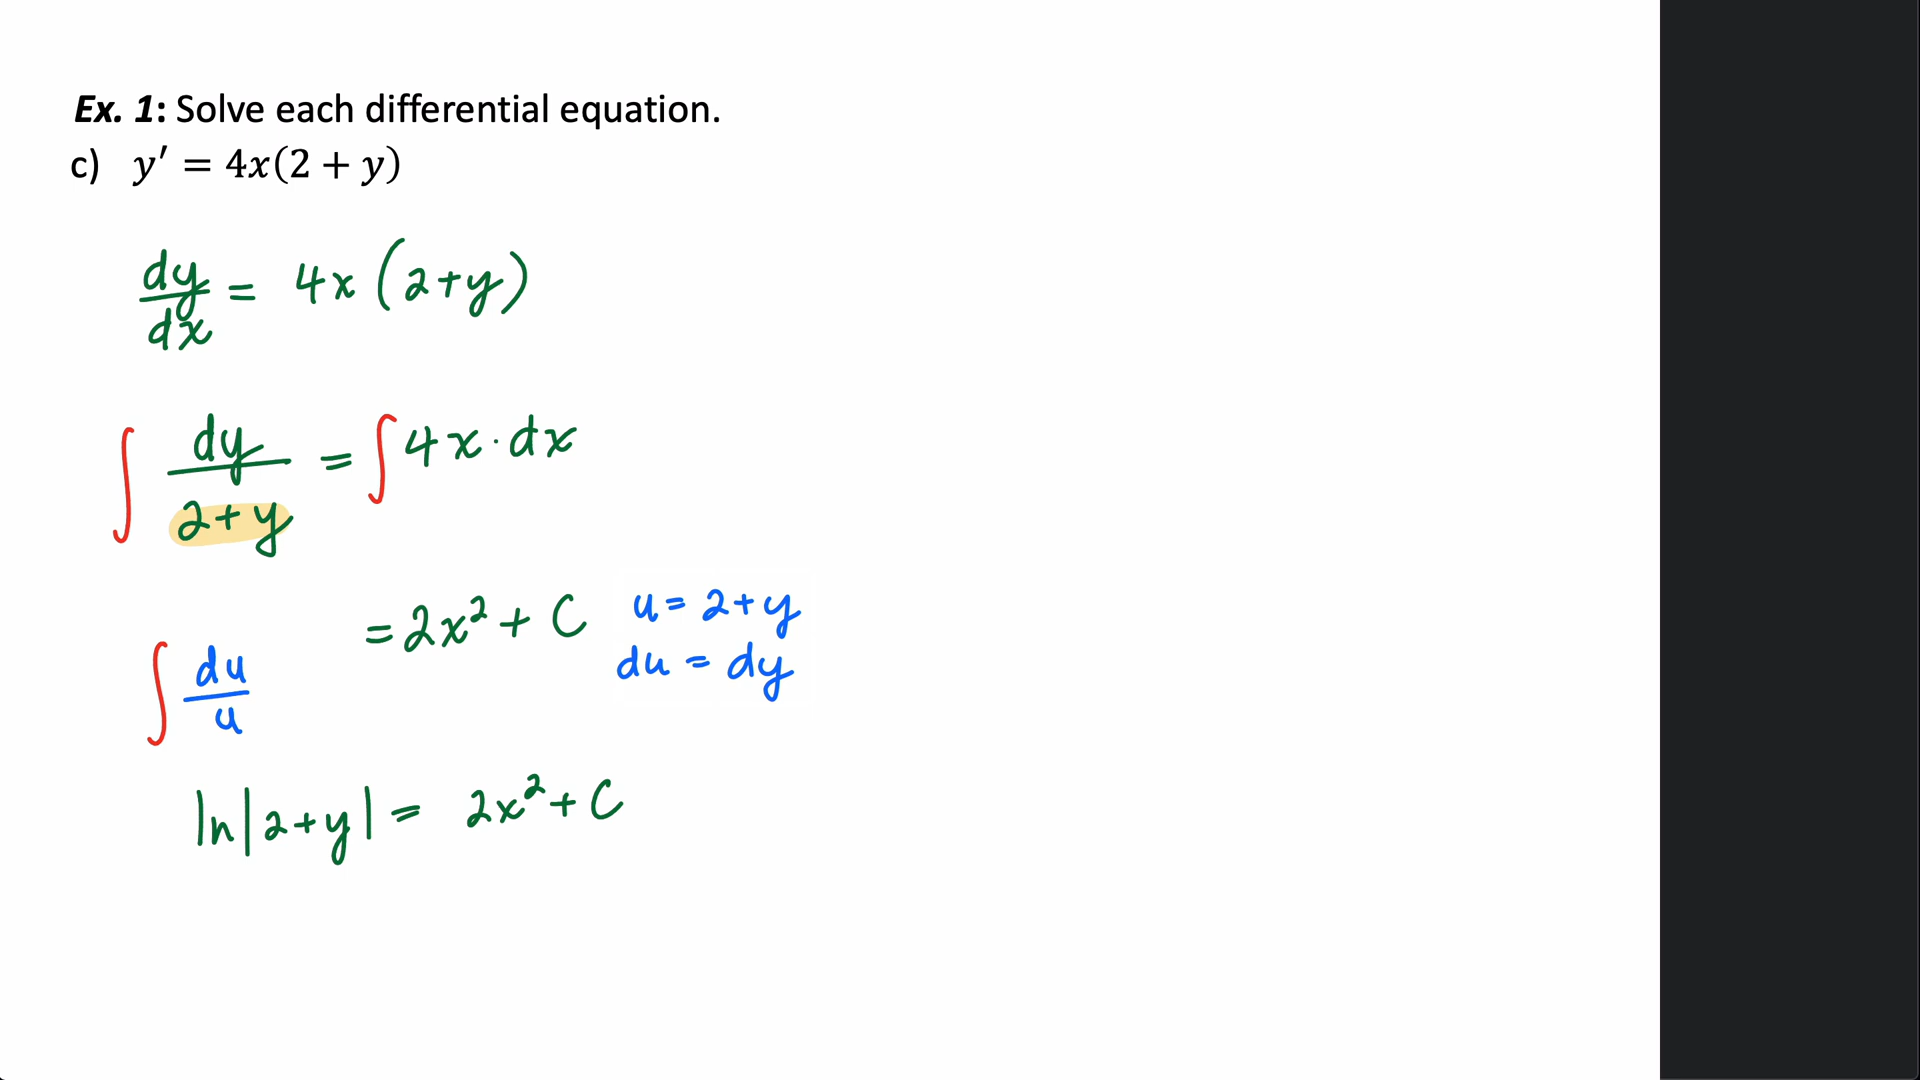 Ex. 1: Solve each differential equation.
c) y′ = 4x(2 + y)
dy/dx = 4x (2+y)
∫ dy/(2+y) = ∫ 4x · dx
= 2x² + C
u = 2+y
du = dy
∫ du/u
ln|2+y| = 2x² + C